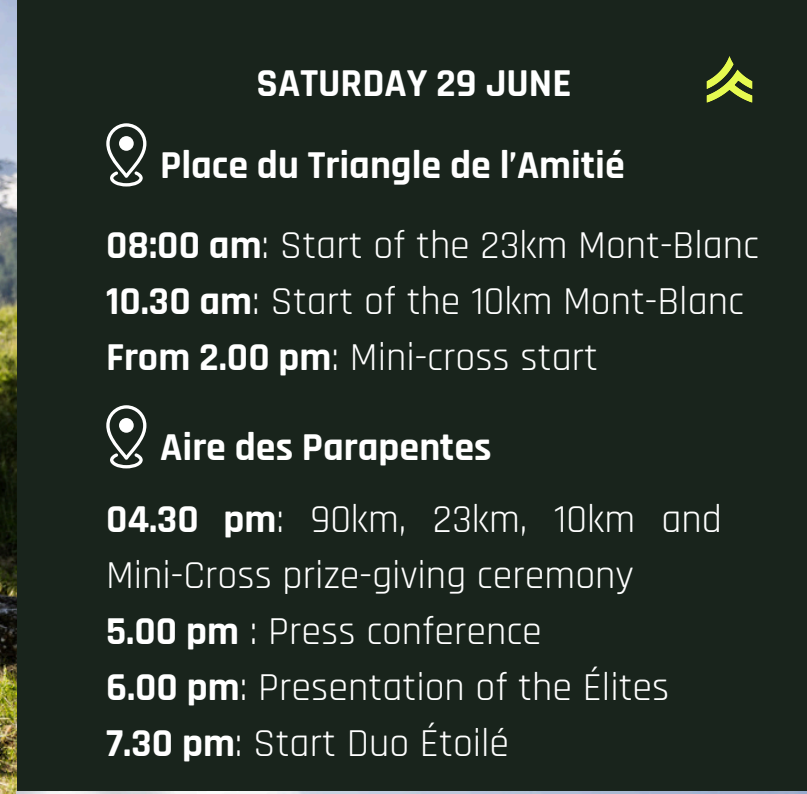 SATURDAY 29 JUNE
Place du Triangle de l’Amitié
08:00 am: Start of the 23km Mont-Blanc
10.30 am: Start of the 10km Mont-Blanc
From 2.00 pm: Mini-cross start
Aire des Parapentes
04.30 pm: 90km, 23km, 10km and
Mini-Cross prize-giving ceremony
5.00 pm : Press conference
6.00 pm: Presentation of the Élites
7.30 pm: Start Duo Étoilé